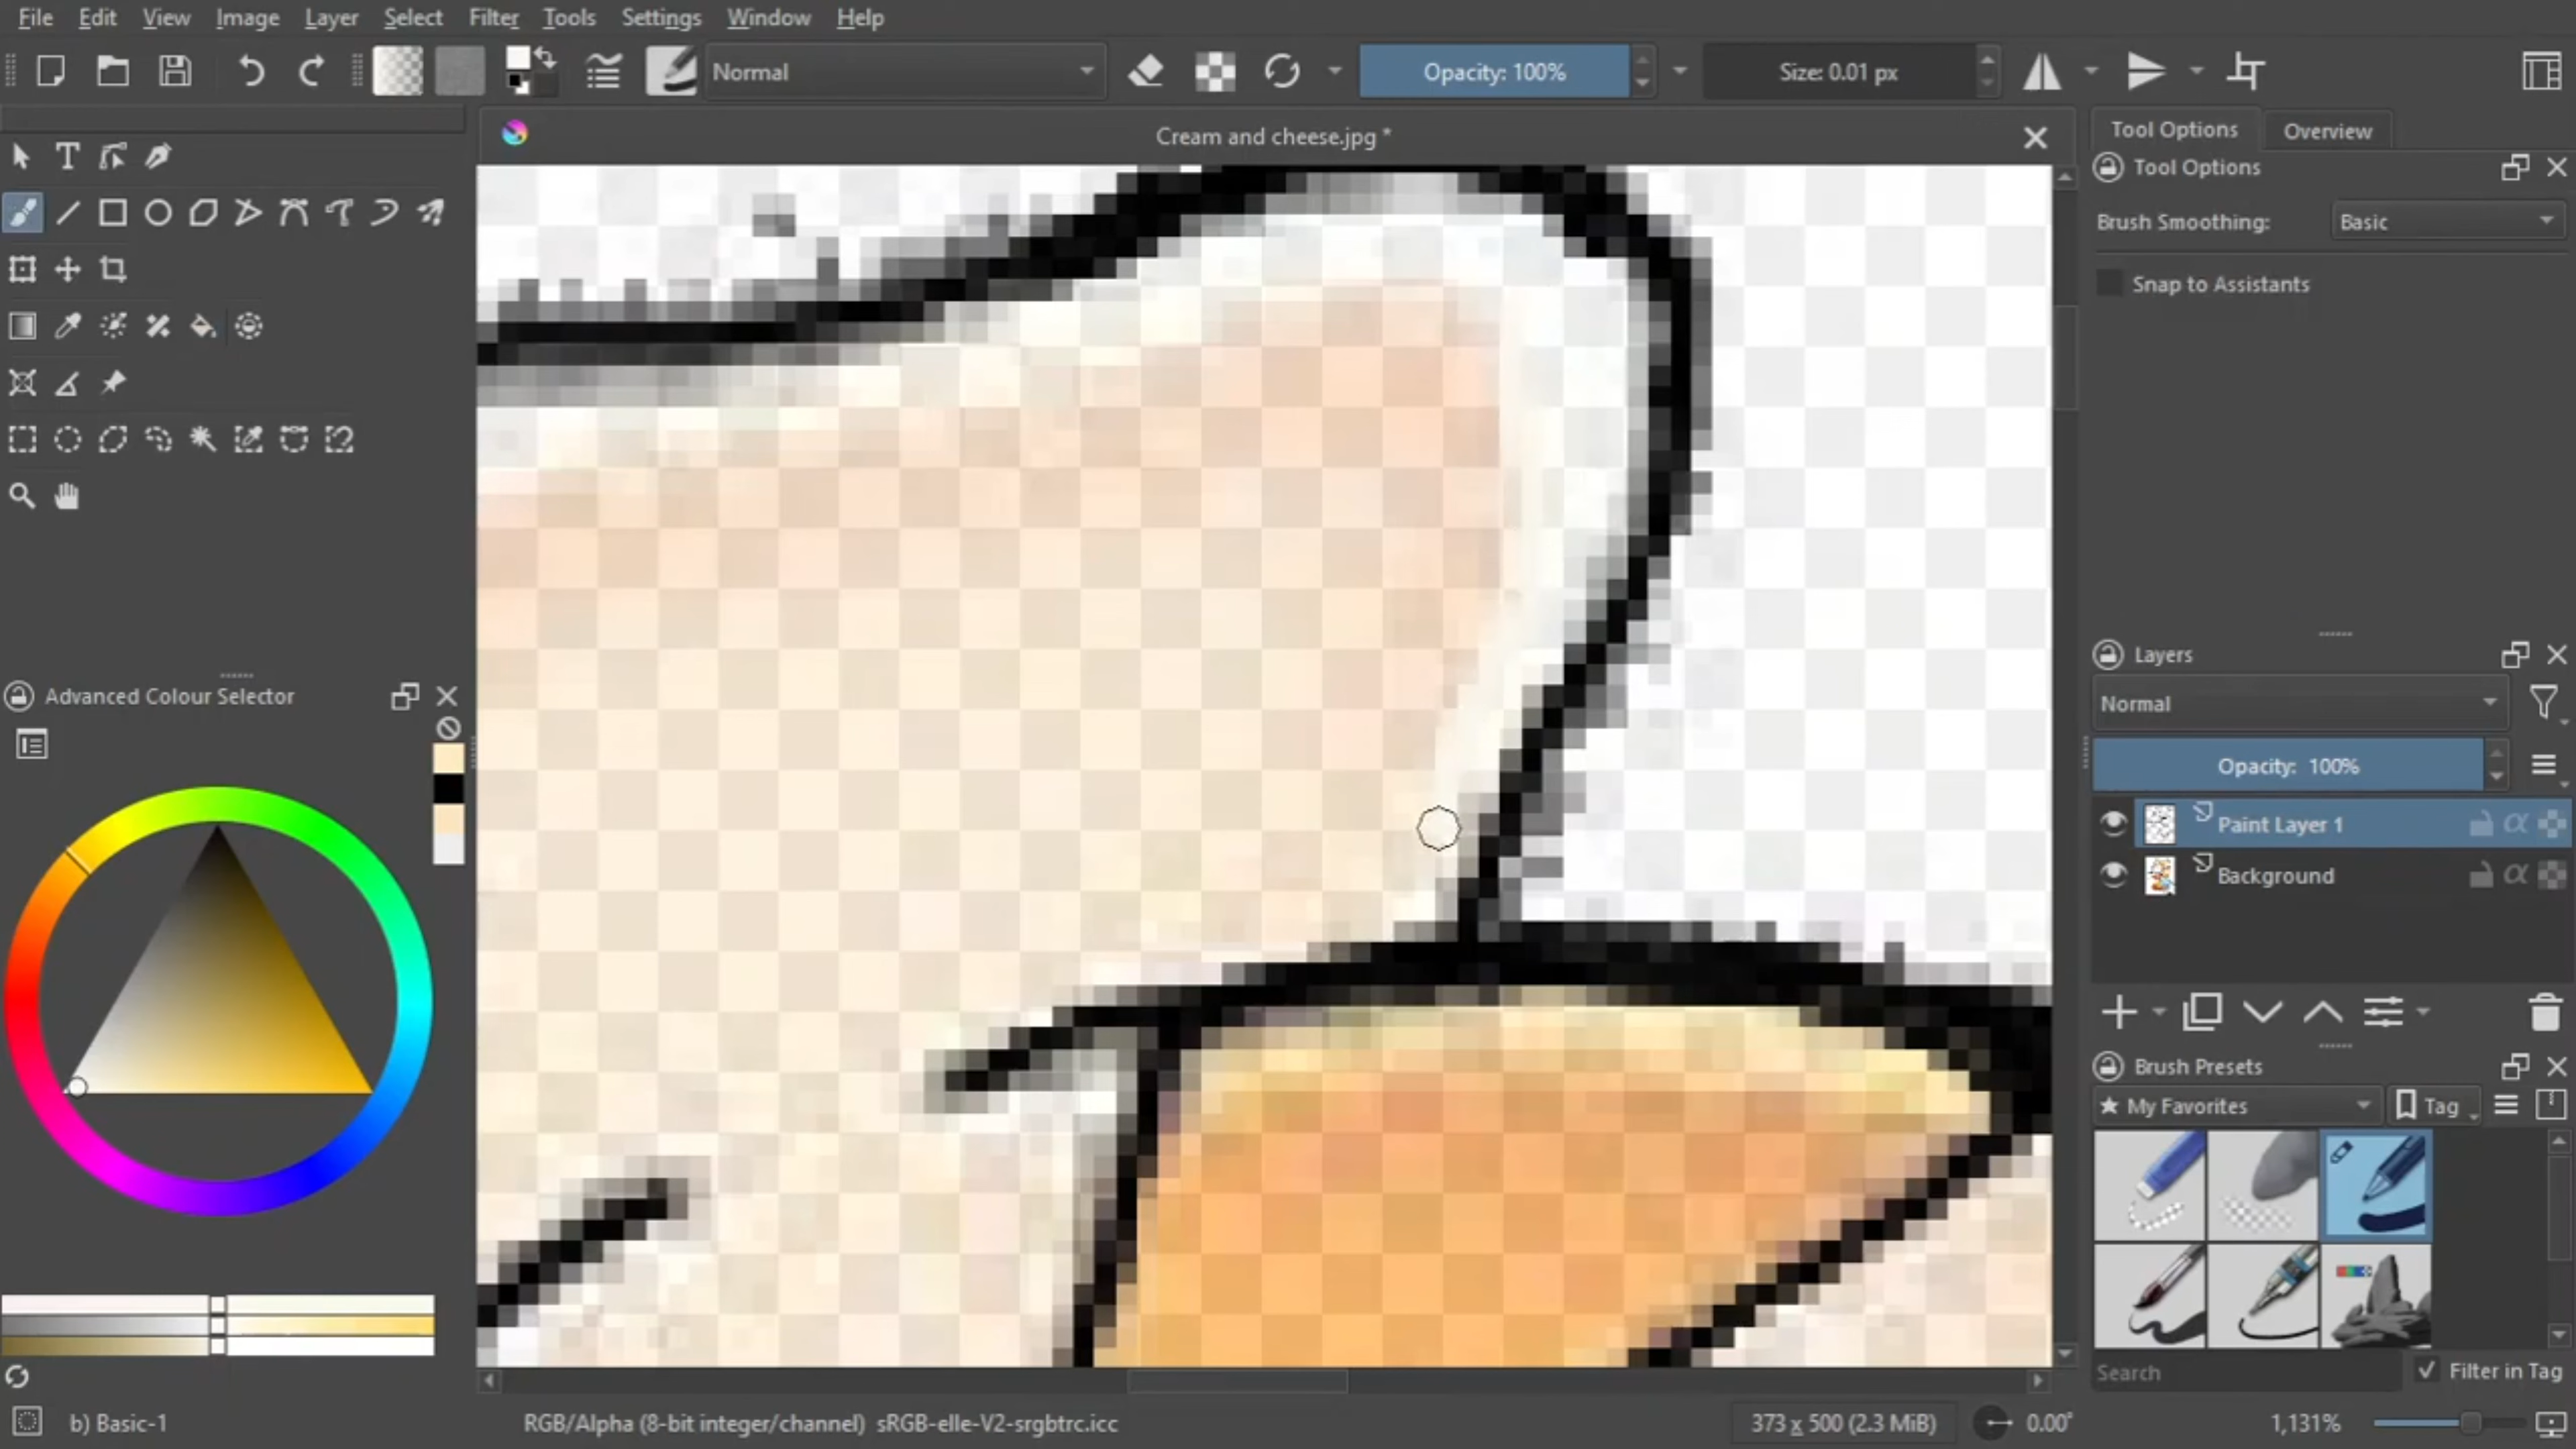 File Edit View Image Layer Select Filter Tools Settings Window Help
Normal Opacity: 100% Size: 0.01 px
Cream and cheese.jpg *
Tool Options Overview
Tool Options
Brush Smoothing: Basic
Snap to Assistants
Layers
Advanced Colour Selector
Normal
Opacity: 100%
Paint Layer 1
Background
Brush Presets
My Favorites Tag
Search Filter in Tag
b) Basic-1 RGB/Alpha (8-bit integer/channel) sRGB-elle-V2-srgbtrc.icc 373 x 500 (2.3 MiB) 0.00° 1,131%